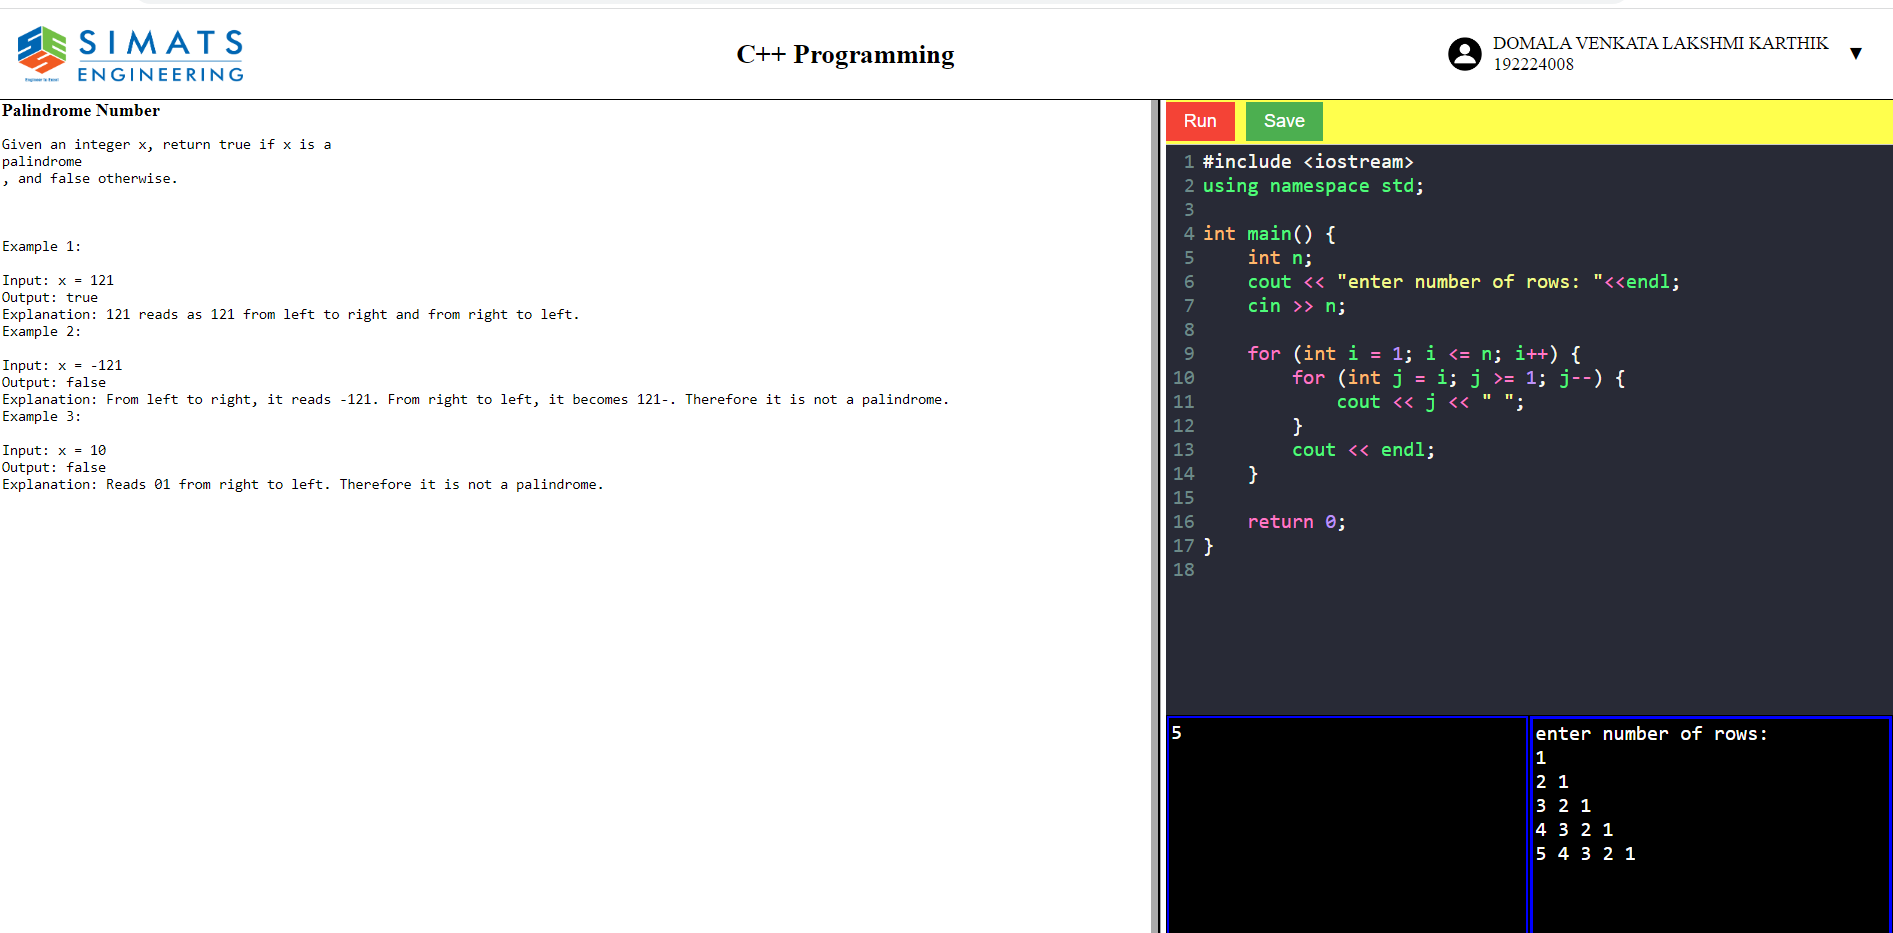 SIMATS
ENGINEERING
Engineer to Excel
C++ Programming
DOMALA VENKATA LAKSHMI KARTHIK
192224008
▼
Palindrome Number
Given an integer x, return true if x is a
palindrome
, and false otherwise.
Example 1:
Input: x = 121
Output: true
Explanation: 121 reads as 121 from left to right and from right to left.
Example 2:
Input: x = -121
Output: false
Explanation: From left to right, it reads -121. From right to left, it becomes 121-. Therefore it is not a palindrome.
Example 3:
Input: x = 10
Output: false
Explanation: Reads 01 from right to left. Therefore it is not a palindrome.
Run
Save
1 #include <iostream>
2 using namespace std;
3
4 int main() {
5     int n;
6     cout << "enter number of rows: "<<endl;
7     cin >> n;
8
9     for (int i = 1; i <= n; i++) {
10         for (int j = i; j >= 1; j--) {
11             cout << j << " ";
12         }
13         cout << endl;
14     }
15
16     return 0;
17 }
18
5
enter number of rows:
1
2 1
3 2 1
4 3 2 1
5 4 3 2 1